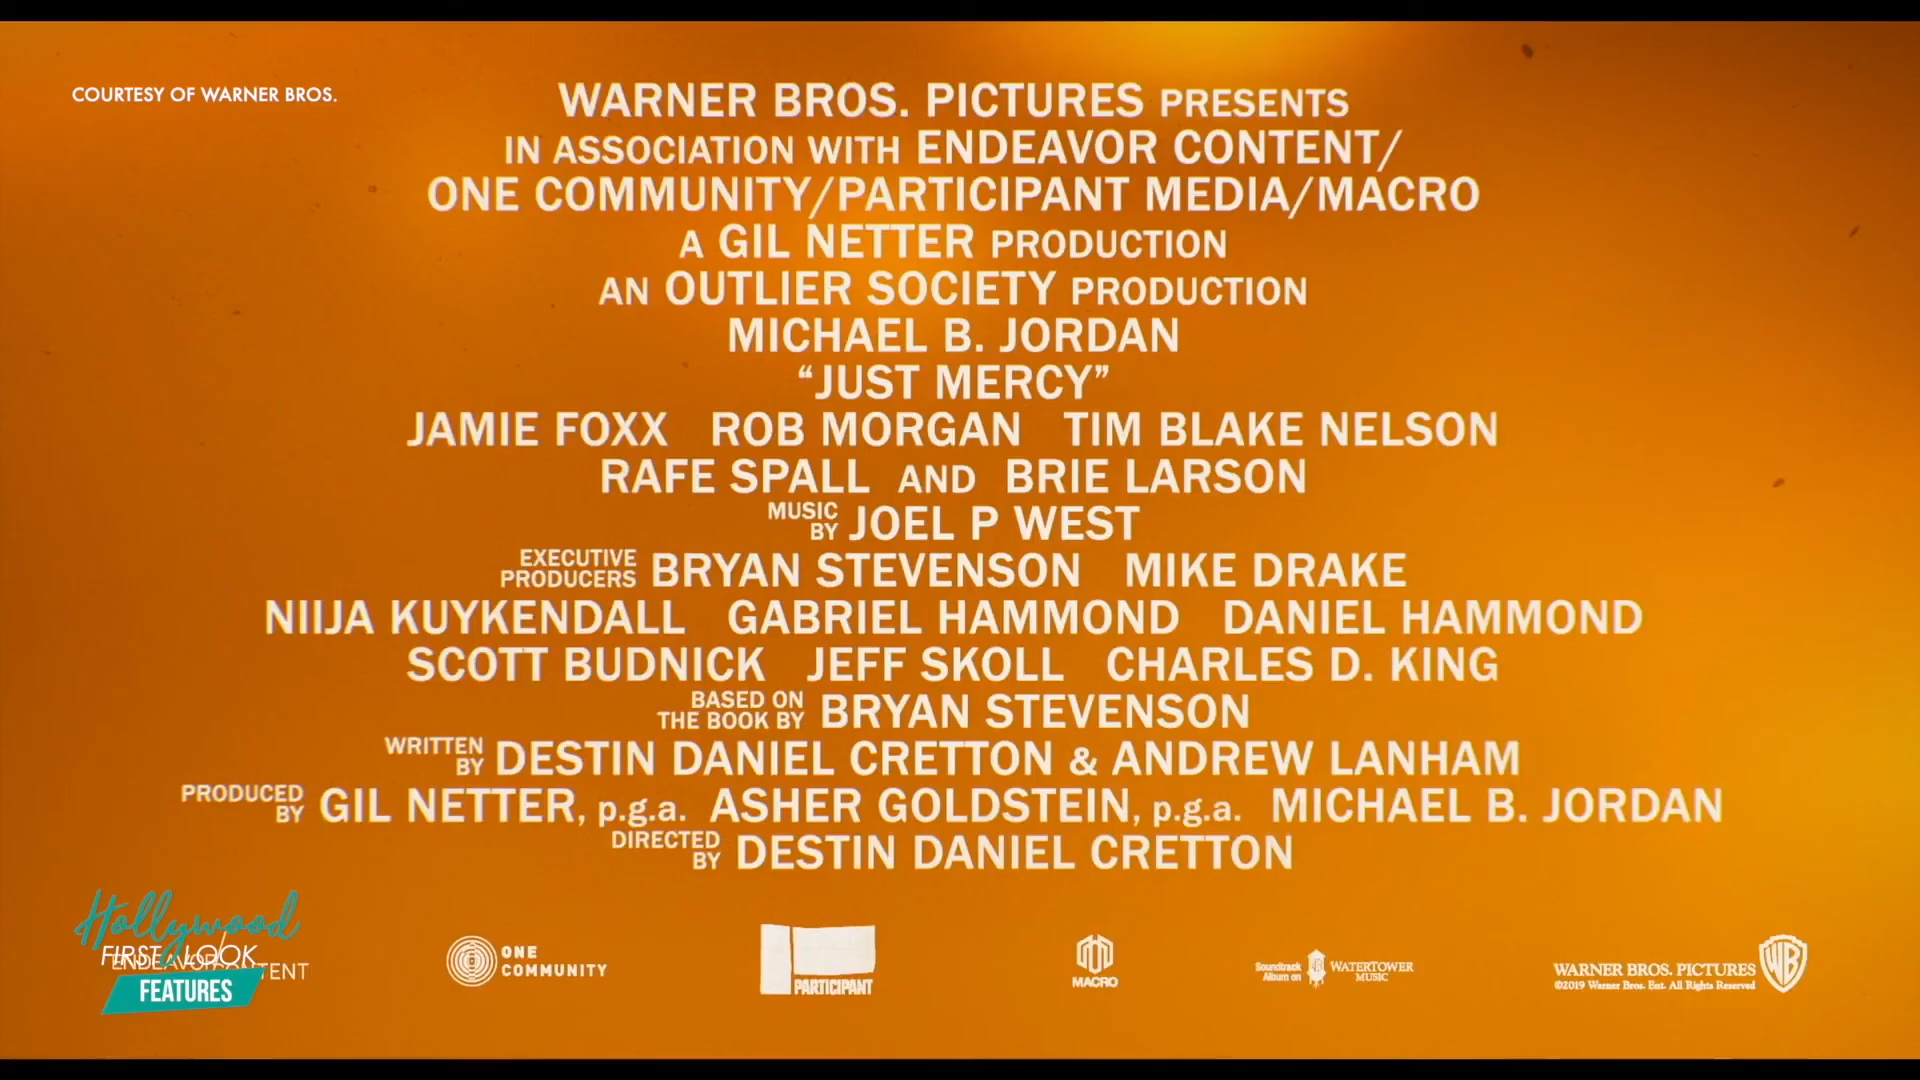 COURTESY OF WARNER BROS.
WARNER BROS. PICTURES PRESENTS
IN ASSOCIATION WITH ENDEAVOR CONTENT/
ONE COMMUNITY/PARTICIPANT MEDIA/MACRO
A GIL NETTER PRODUCTION
AN OUTLIER SOCIETY PRODUCTION
MICHAEL B. JORDAN
“JUST MERCY”
JAMIE FOXX ROB MORGAN TIM BLAKE NELSON
RAFE SPALL AND BRIE LARSON
MUSIC BY JOEL P WEST
EXECUTIVE PRODUCERS BRYAN STEVENSON MIKE DRAKE
NIIJA KUYKENDALL GABRIEL HAMMOND DANIEL HAMMOND
SCOTT BUDNICK JEFF SKOLL CHARLES D. KING
BASED ON THE BOOK BY BRYAN STEVENSON
WRITTEN BY DESTIN DANIEL CRETTON & ANDREW LANHAM
PRODUCED BY GIL NETTER, p.g.a. ASHER GOLDSTEIN, p.g.a. MICHAEL B. JORDAN
DIRECTED BY DESTIN DANIEL CRETTON
Hollywood
FIRST LOOK
FEATURES
ENDEAVOR CONTENT
ONE
COMMUNITY
PARTICIPANT
MACRO
Soundtrack
Album on
WATERTOWER
MUSIC
WARNER BROS. PICTURES
©2019 Warner Bros. Ent. All Rights Reserved
WB